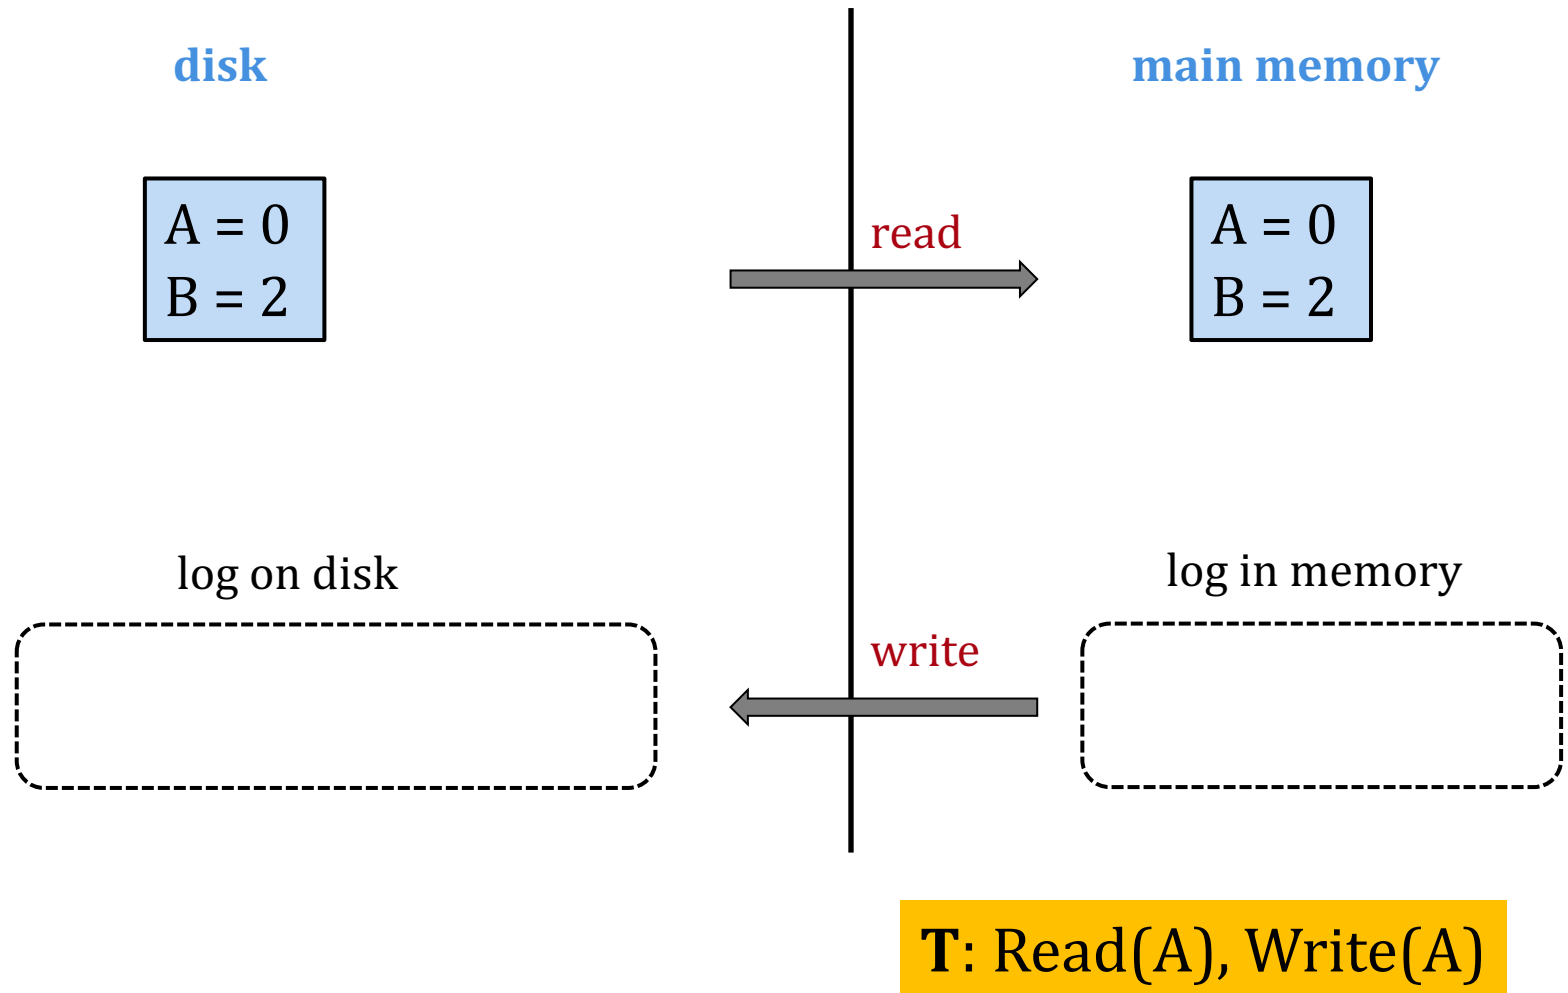 disk
main memory
A = 0
B = 2
read
A = 0
B = 2
log on disk
log in memory
write
T: Read(A), Write(A)